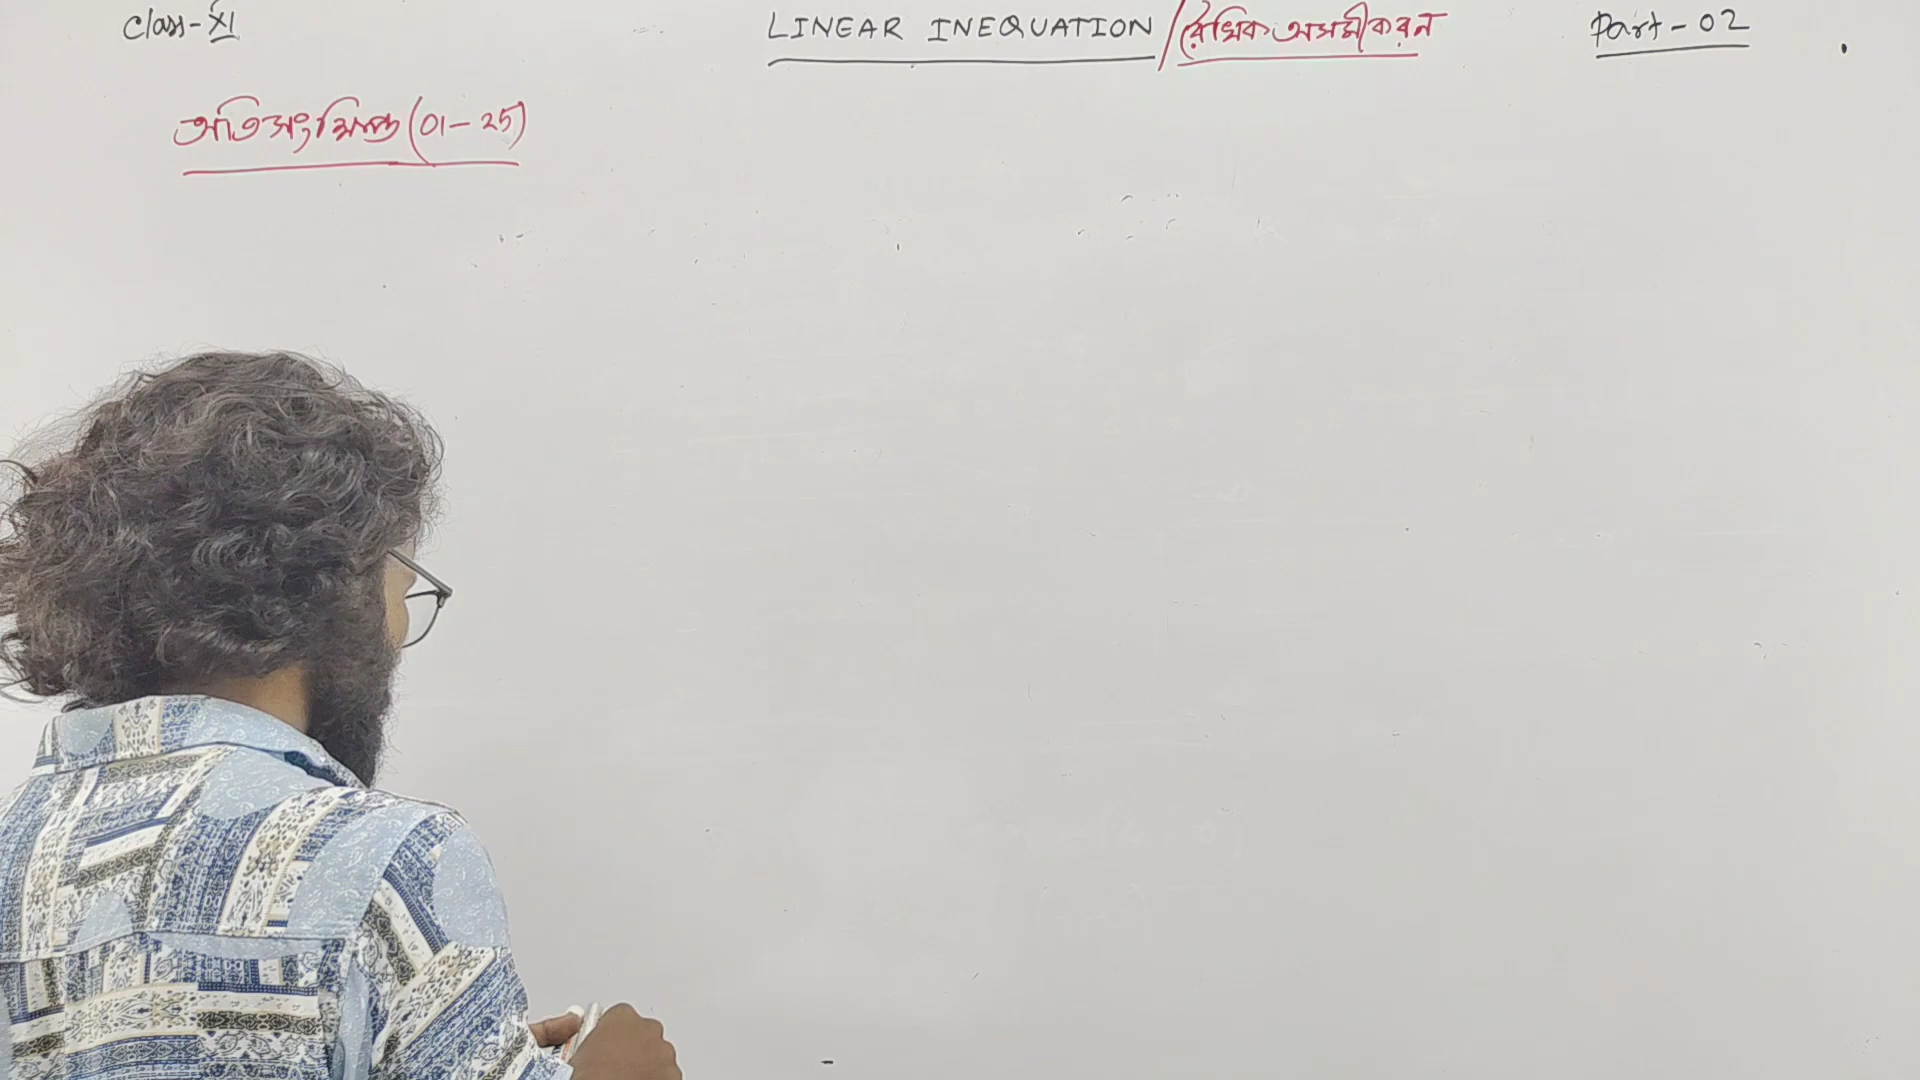 Class - XI LINEAR INEQUATION / রৈখিক অসমীকরন Part - 02
অতিসংক্ষিপ্ত (01 - 25)